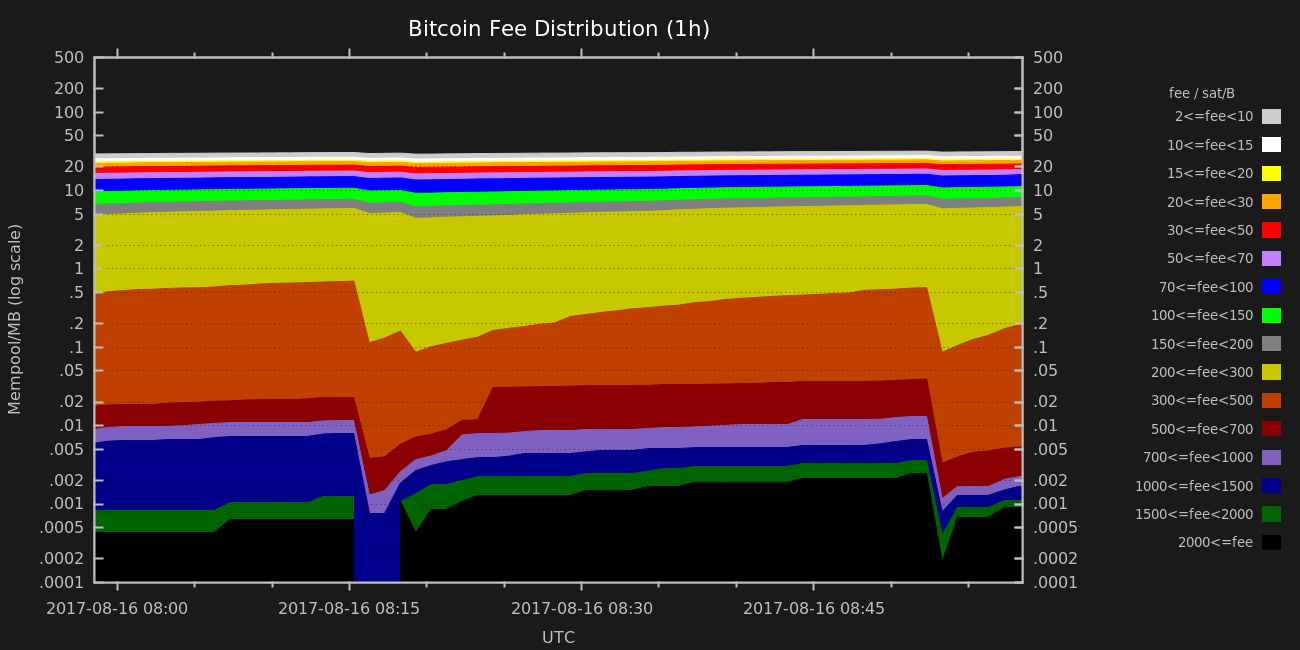 Bitcoin Fee Distribution (1h)
500 500
200 200
100 100
50 50
20 20
10 10
5 5
2 2
1 1
.5 .5
.2 .2
.1 .1
.05 .05
.02 .02
.01 .01
.005 .005
.002 .002
.001 .001
.0005 .0005
.0002 .0002
.0001 .0001
Mempool/MB (log scale)
2017-08-16 08:00 2017-08-16 08:15 2017-08-16 08:30 2017-08-16 08:45
UTC
fee / sat/B
2<=fee<10
10<=fee<15
15<=fee<20
20<=fee<30
30<=fee<50
50<=fee<70
70<=fee<100
100<=fee<150
150<=fee<200
200<=fee<300
300<=fee<500
500<=fee<700
700<=fee<1000
1000<=fee<1500
1500<=fee<2000
2000<=fee